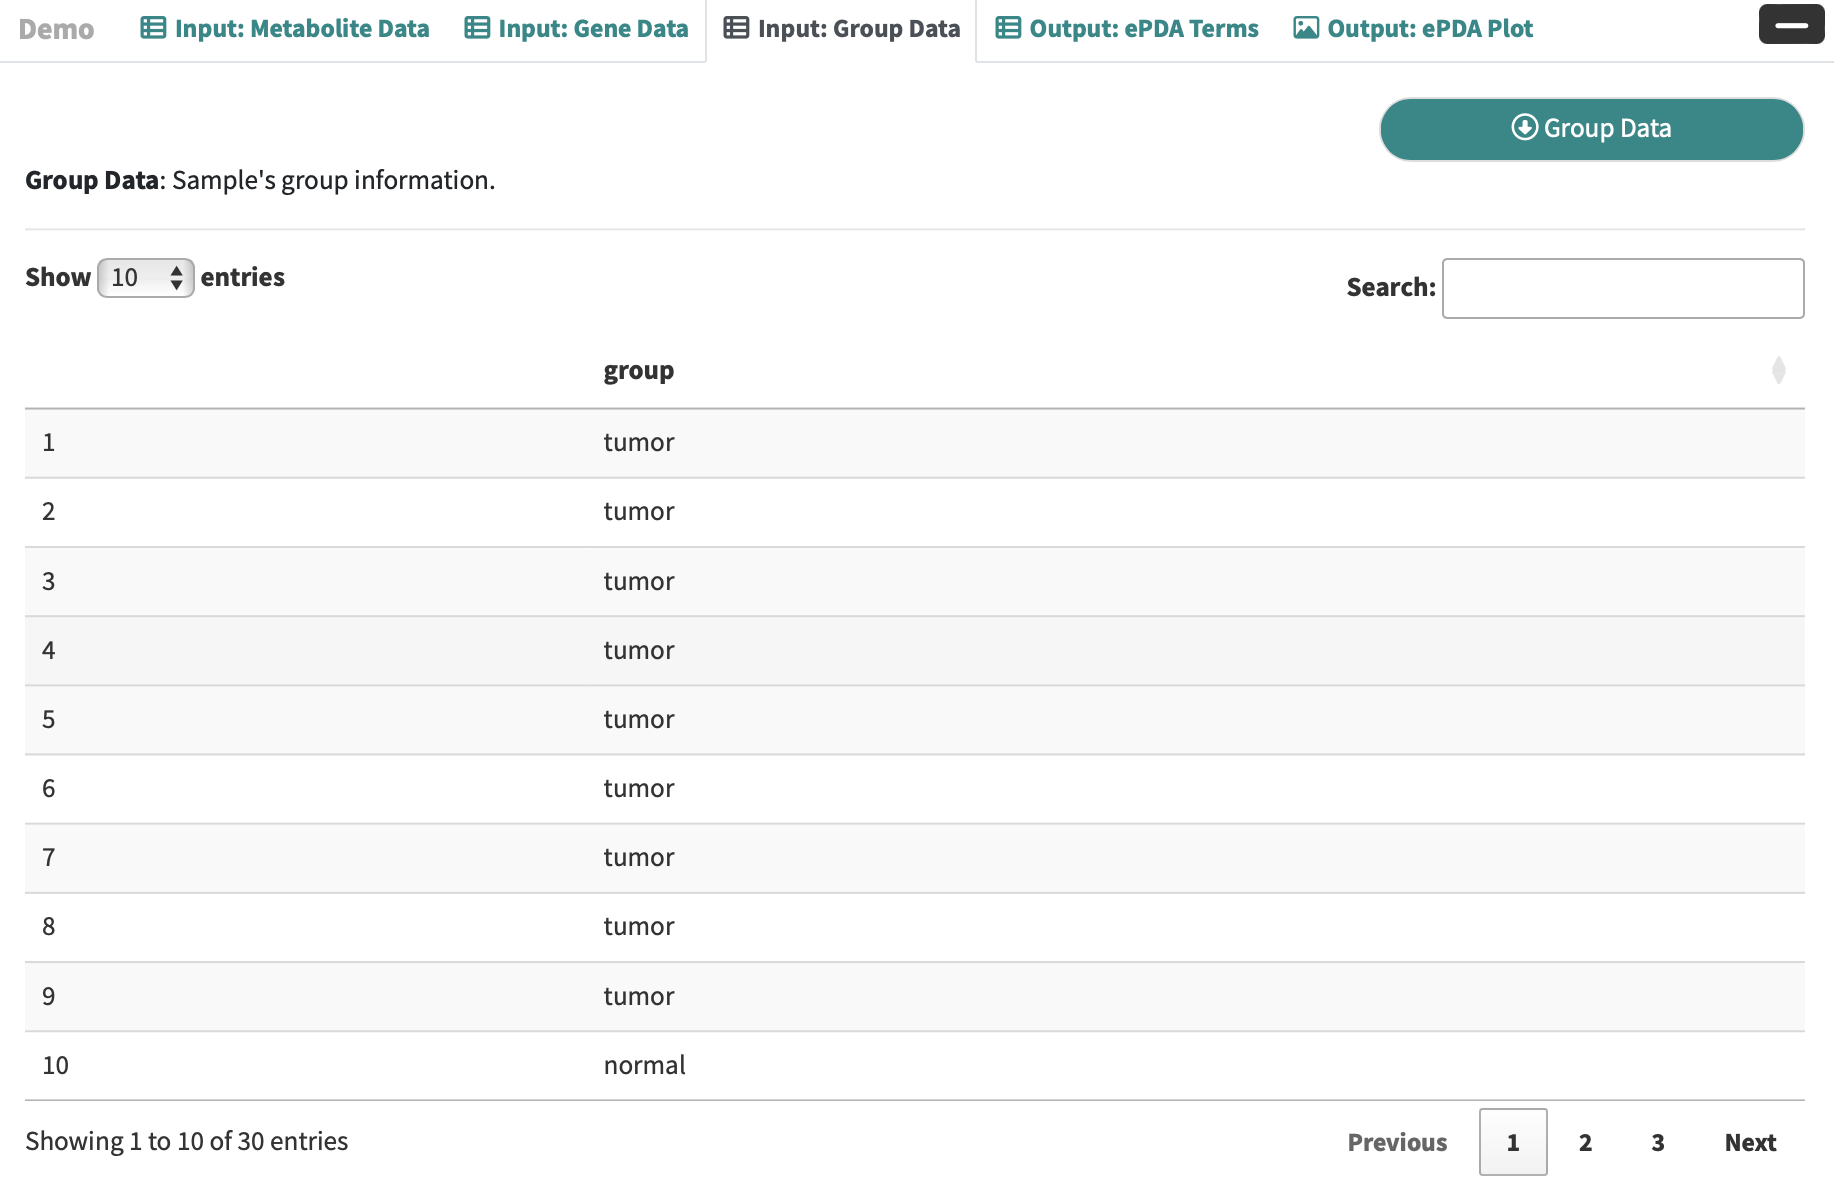 Demo Input: Metabolite Data Input: Gene Data Input: Group Data Output: ePDA Terms Output: ePDA Plot
Group Data
Group Data: Sample's group information.
Show 10 entries
Search:
group
1 tumor
2 tumor
3 tumor
4 tumor
5 tumor
6 tumor
7 tumor
8 tumor
9 tumor
10 normal
Showing 1 to 10 of 30 entries
Previous 1 2 3 Next